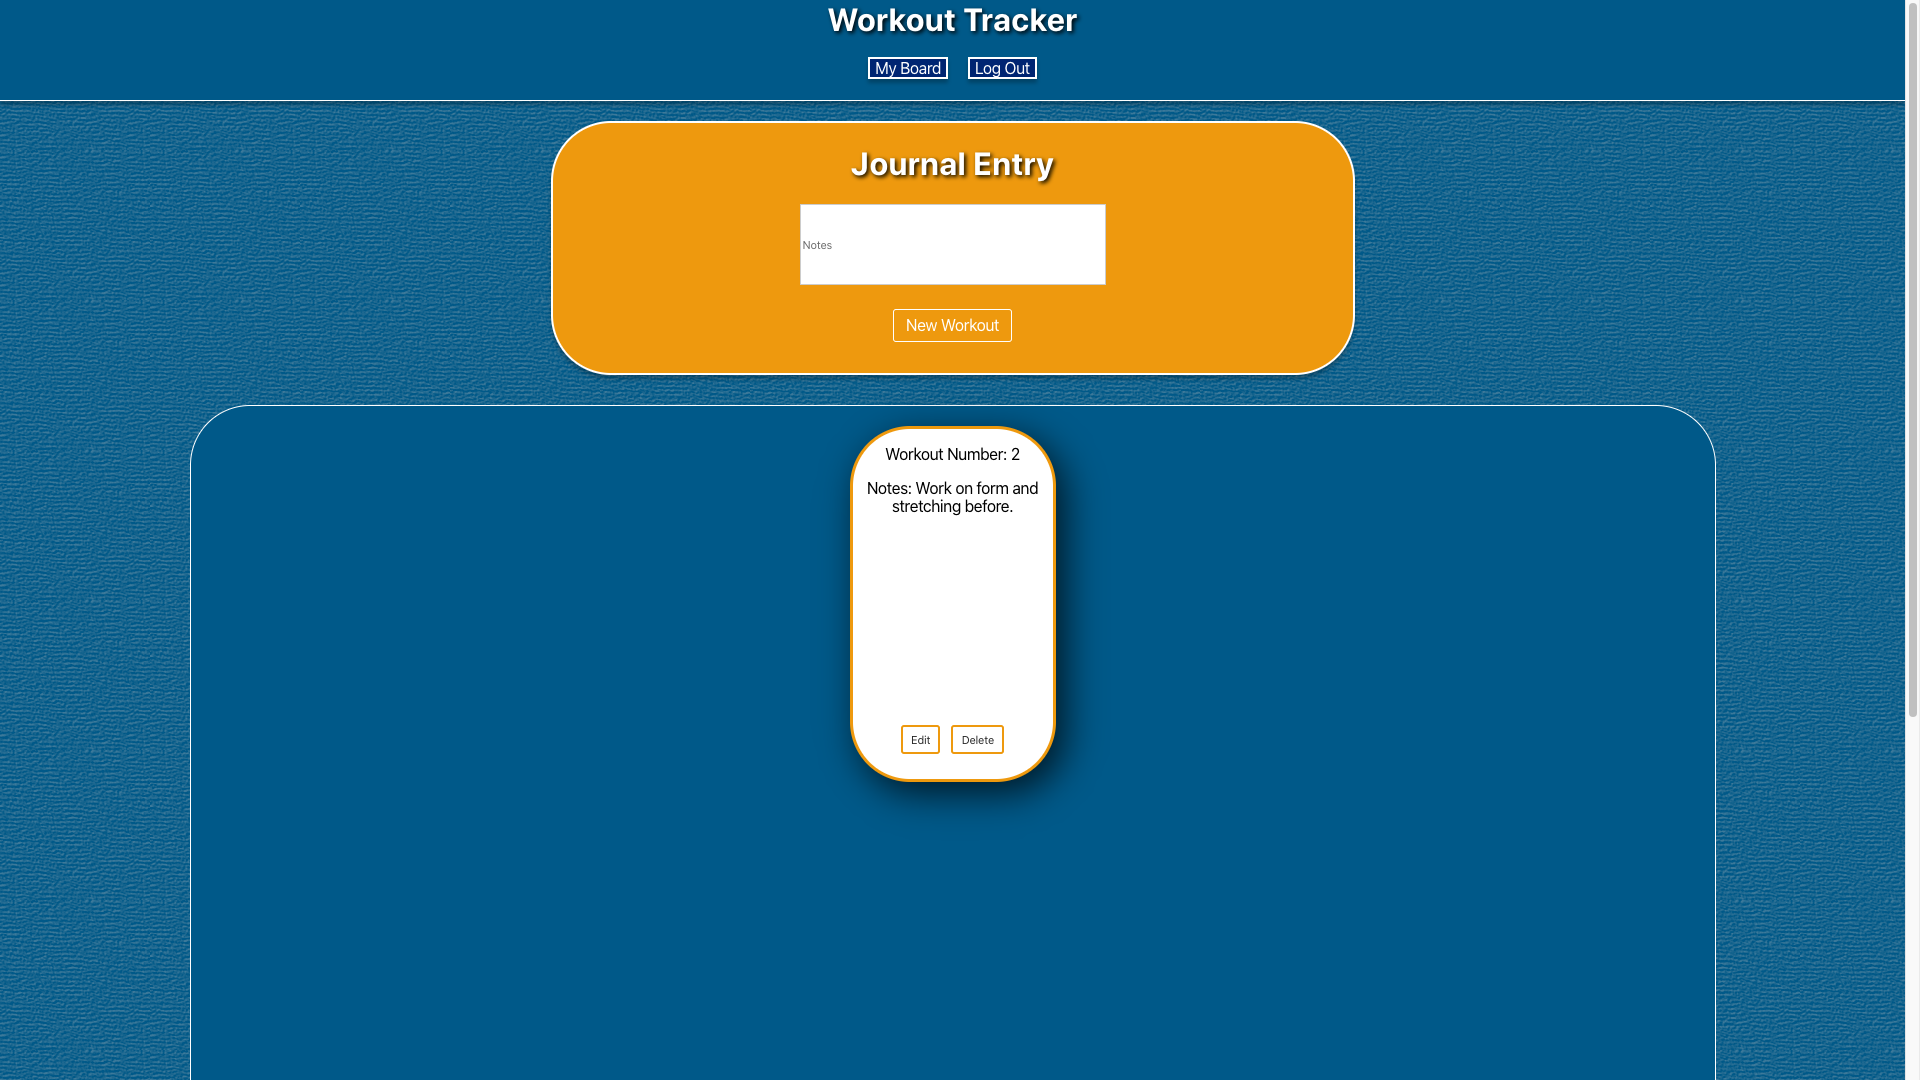 Workout Tracker
My Board
Log Out
Journal Entry
Notes
New Workout
Workout Number: 2
Notes: Work on form and
stretching before.
Edit
Delete